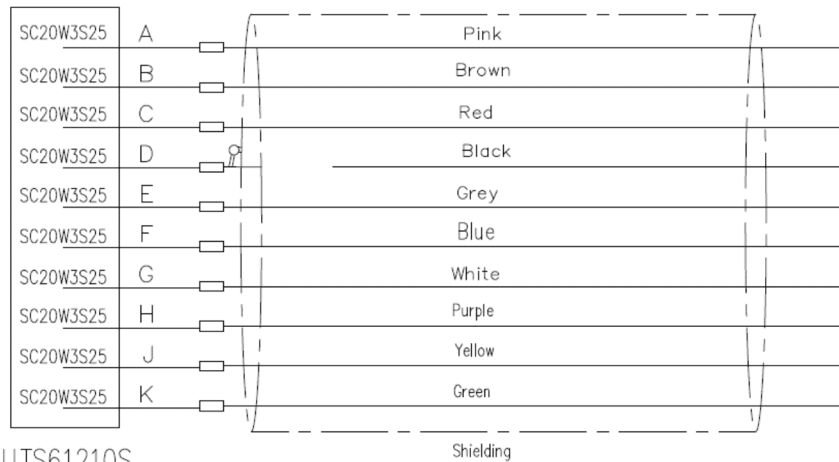 SC20W3S25 A Pink
SC20W3S25 B Brown
SC20W3S25 C Red
SC20W3S25 D Black
SC20W3S25 E Grey
SC20W3S25 F Blue
SC20W3S25 G White
SC20W3S25 H Purple
SC20W3S25 J Yellow
SC20W3S25 K Green
UTS61210S
Shielding